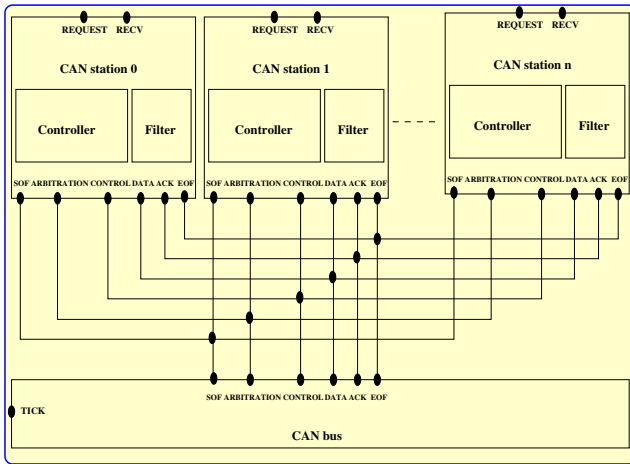 REQUEST RECV
CAN station 0
Controller
Filter
SOF ARBITRATION CONTROL DATA ACK EOF
REQUEST RECV
CAN station 1
Controller
Filter
SOF ARBITRATION CONTROL DATA ACK EOF
REQUEST RECV
CAN station n
Controller
Filter
SOF ARBITRATION CONTROL DATA ACK EOF
SOF ARBITRATION CONTROL DATA ACK EOF
TICK
CAN bus